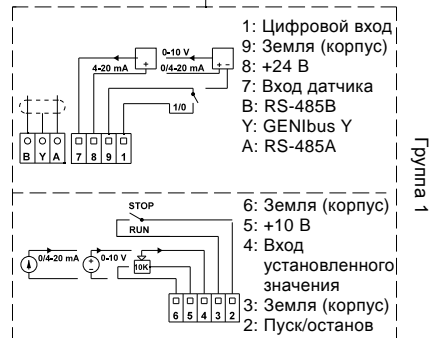 1: Цифровой вход
9: Земля (корпус)
8: +24 В
7: Вход датчика
B: RS-485B
Y: GENIbus Y
A: RS-485A
0-10 V
4-20 mA
0/4-20 mA
+
+ -
1/0
B Y A 7 8 9 1
Группа 1
6: Земля (корпус)
5: +10 В
4: Вход
установленного
значения
3: Земля (корпус)
2: Пуск/останов
STOP
RUN
0/4-20 mA
0-10 V
10K
6 5 4 3 2